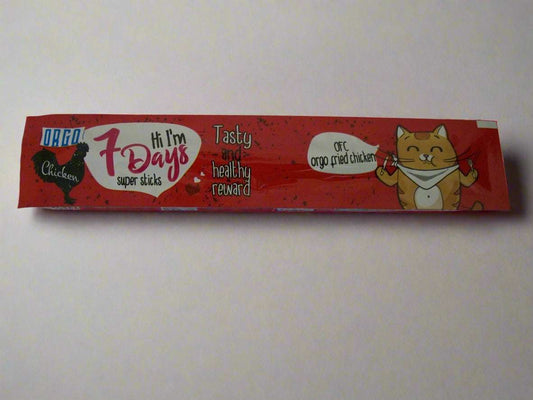 ORGO
Chicken
Hi I'm
7 Days
super sticks
Tasty
and
healthy
reward
OFC
orgo fried chicken